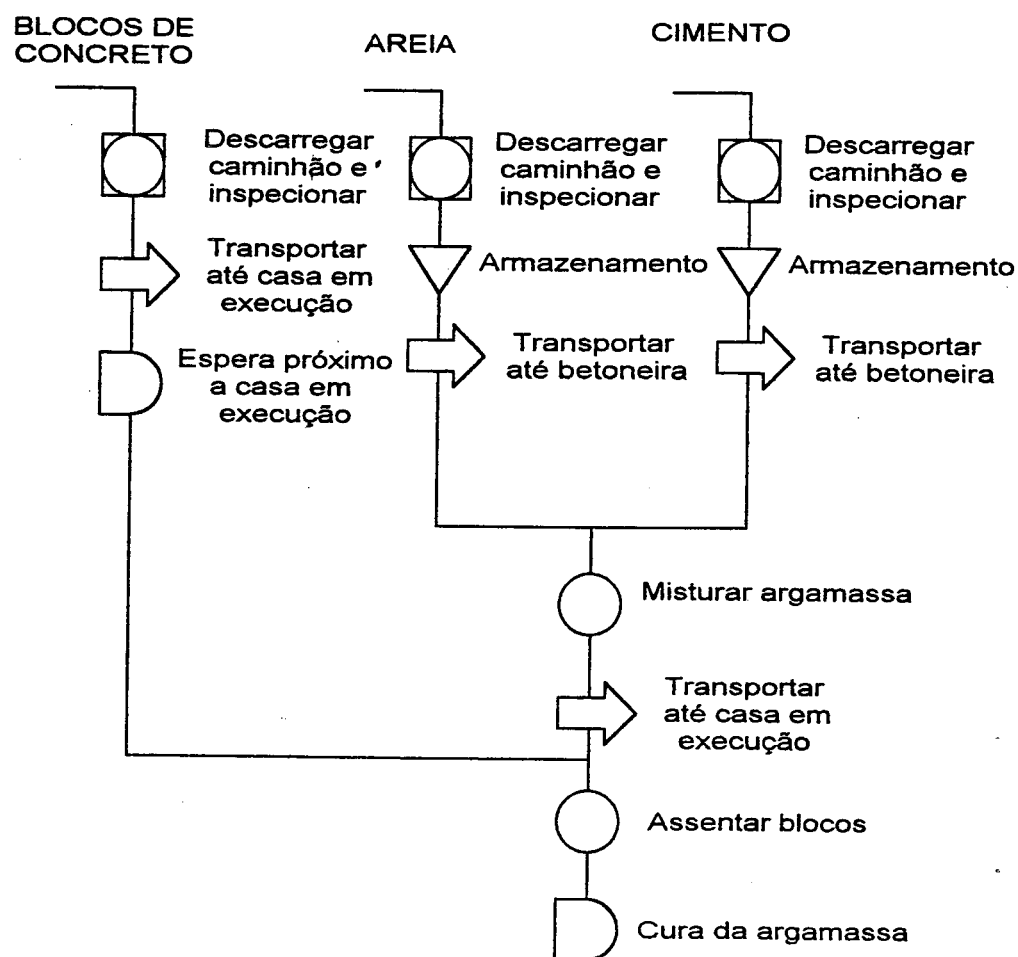 BLOCOS DE
CONCRETO
AREIA
CIMENTO
Descarregar
caminhão e
inspecionar
Descarregar
caminhão e
inspecionar
Descarregar
caminhão e
inspecionar
Transportar
até casa em
execução
Armazenamento
Armazenamento
Espera próximo
a casa em
execução
Transportar
até betoneira
Transportar
até betoneira
Misturar argamassa
Transportar
até casa em
execução
Assentar blocos
Cura da argamassa